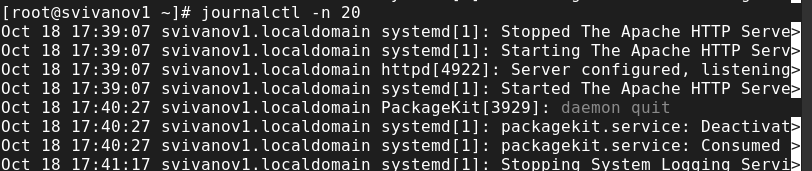 [root@svivanov1 ~]# journalctl -n 20
Oct 18 17:39:07 svivanov1.localdomain systemd[1]: Stopped The Apache HTTP Serve>
Oct 18 17:39:07 svivanov1.localdomain systemd[1]: Starting The Apache HTTP Serv>
Oct 18 17:39:07 svivanov1.localdomain httpd[4922]: Server configured, listening>
Oct 18 17:39:07 svivanov1.localdomain systemd[1]: Started The Apache HTTP Serve>
Oct 18 17:40:27 svivanov1.localdomain PackageKit[3929]: daemon quit
Oct 18 17:40:27 svivanov1.localdomain systemd[1]: packagekit.service: Deactivat>
Oct 18 17:40:27 svivanov1.localdomain systemd[1]: packagekit.service: Consumed >
Oct 18 17:41:17 svivanov1.localdomain systemd[1]: Stopping System Logging Servi>